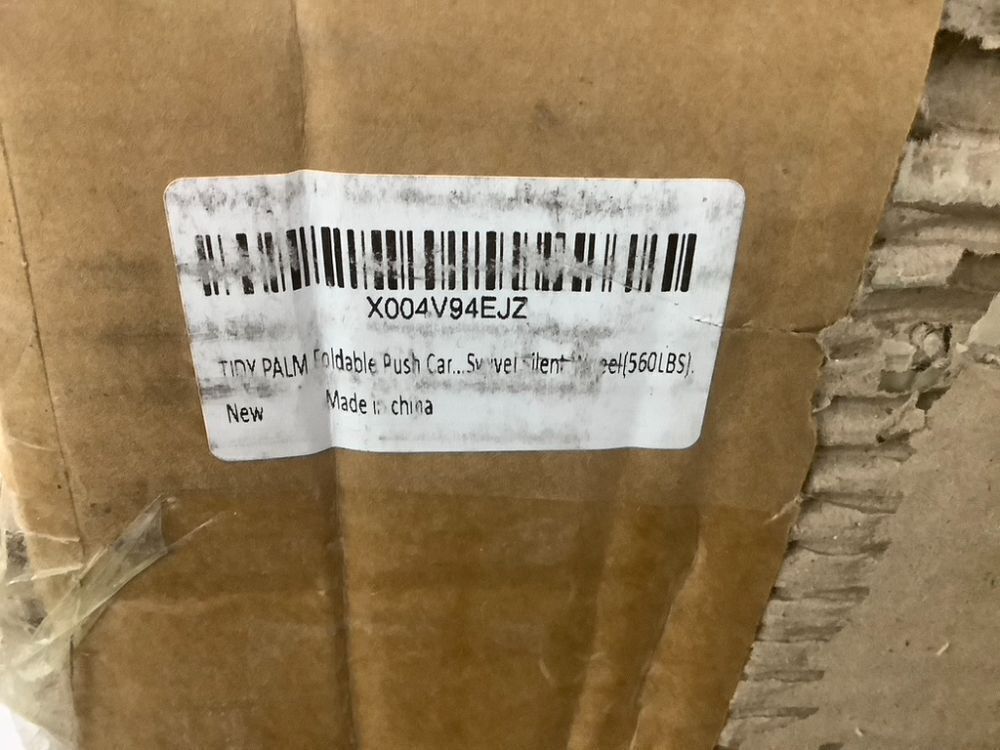 X004V94EJZ
TIDY PALM Foldable Push Car...Swivel Silent Wheel(560LBS).
New Made in china